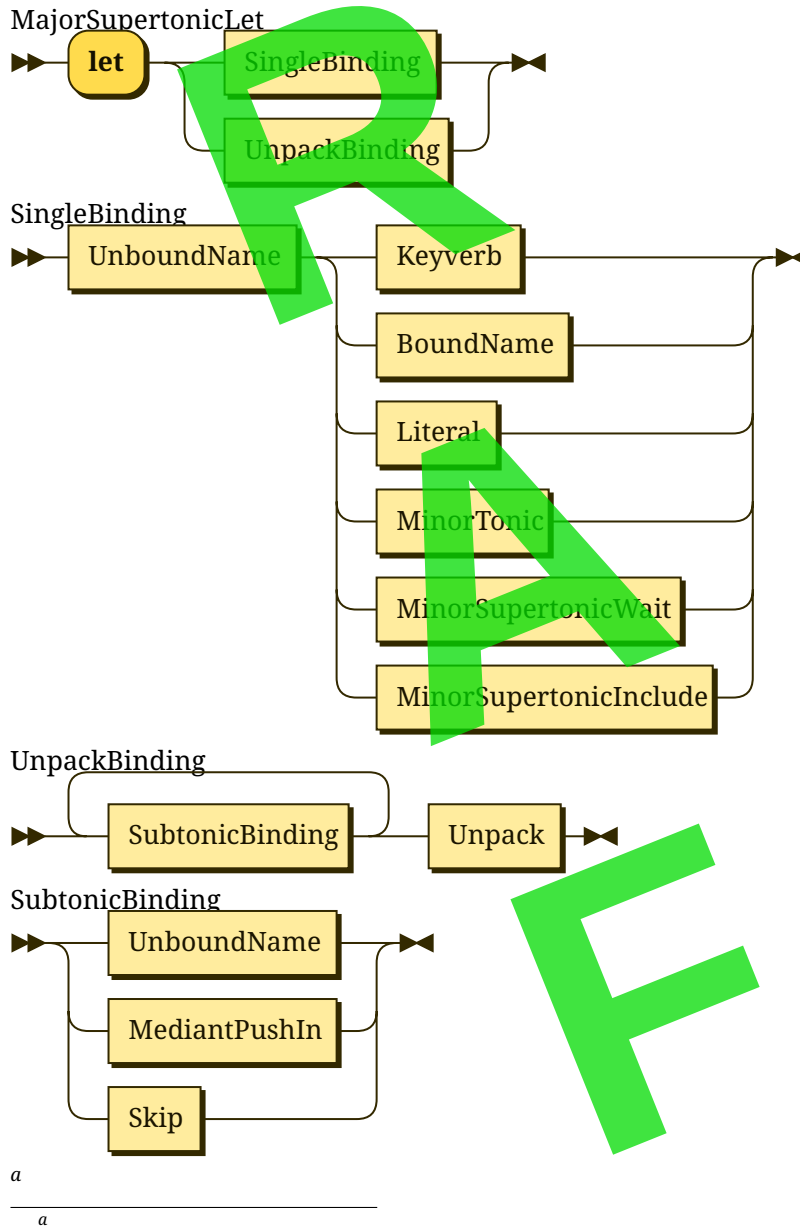 MajorSupertonicLet
let
SingleBinding
UnpackBinding
SingleBinding
UnboundName
Keyverb
BoundName
Literal
MinorTonic
MinorSupertonicWait
MinorSupertonicInclude
UnpackBinding
SubtonicBinding
Unpack
SubtonicBinding
UnboundName
MediantPushIn
Skip
a
a
R
A
F